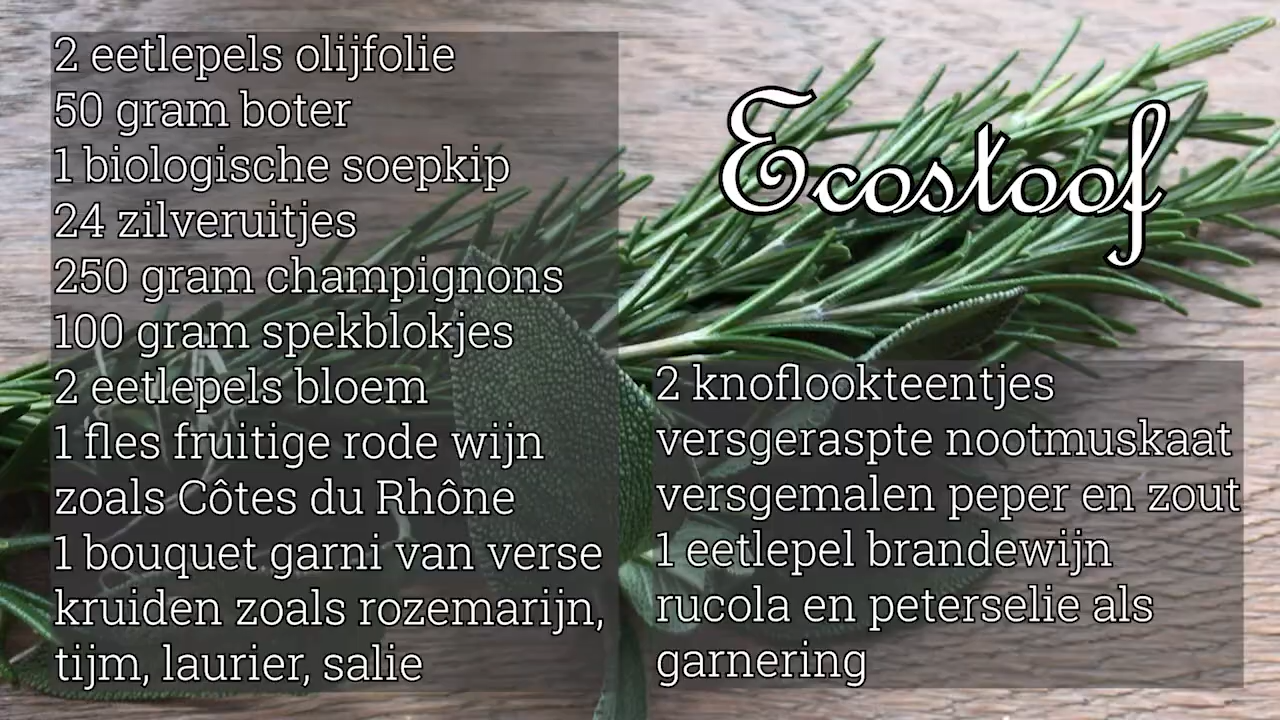 Ecostoof
2 eetlepels olijfolie
50 gram boter
1 biologische soepkip
24 zilveruitjes
250 gram champignons
100 gram spekblokjes
2 eetlepels bloem
1 fles fruitige rode wijn
zoals Côtes du Rhône
1 bouquet garni van verse
kruiden zoals rozemarijn,
tijm, laurier, salie
2 knoflookteentjes
versgeraspte nootmuskaat
versgemalen peper en zout
1 eetlepel brandewijn
rucola en peterselie als
garnering